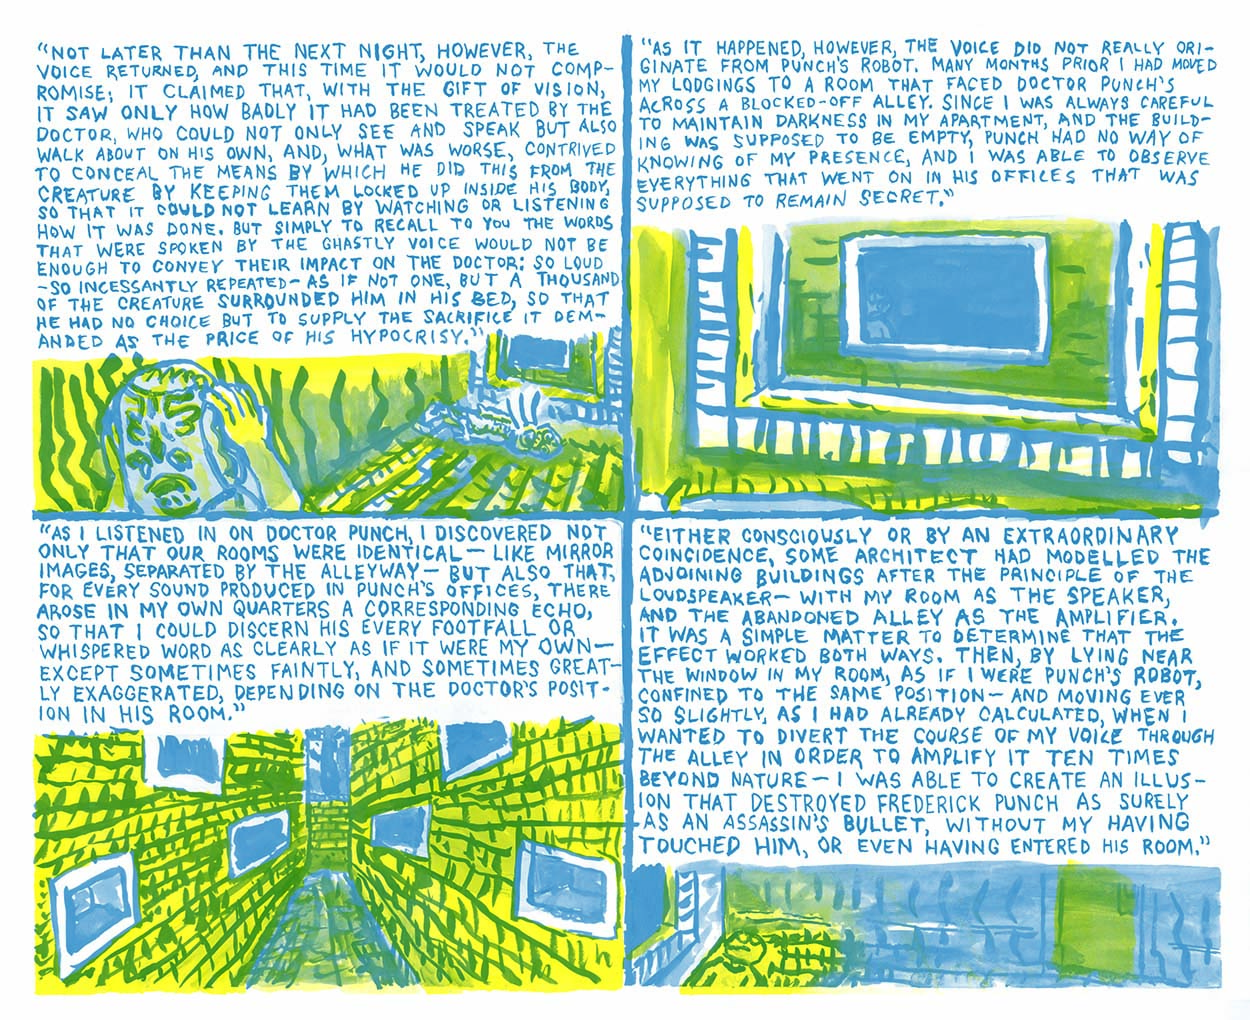 "NOT LATER THAN THE NEXT NIGHT, HOWEVER, THE
VOICE RETURNED, AND THIS TIME IT WOULD NOT COMP-
ROMISE; IT CLAIMED THAT, WITH THE GIFT OF VISION,
IT SAW ONLY HOW BADLY IT HAD BEEN TREATED BY THE
DOCTOR, WHO COULD NOT ONLY SEE AND SPEAK BUT ALSO
WALK ABOUT ON HIS OWN, AND, WHAT WAS WORSE, CONTRIVED
TO CONCEAL THE MEANS BY WHICH HE DID THIS FROM THE
CREATURE BY KEEPING THEM LOCKED UP INSIDE HIS BODY,
SO THAT IT COULD NOT LEARN BY WATCHING OR LISTENING
HOW IT WAS DONE. BUT SIMPLY TO RECALL TO YOU THE WORDS
THAT WERE SPOKEN BY THE GHASTLY VOICE WOULD NOT BE
ENOUGH TO CONVEY THEIR IMPACT ON THE DOCTOR: SO LOUD
-SO INCESSANTLY REPEATED- AS IF NOT ONE, BUT A THOUSAND
OF THE CREATURE SURROUNDED HIM IN HIS BED, SO THAT
HE HAD NO CHOICE BUT TO SUPPLY THE SACRIFICE IT DEM-
ANDED AS THE PRICE OF HIS HYPOCRISY."
"AS IT HAPPENED, HOWEVER, THE VOICE DID NOT REALLY ORI-
GINATE FROM PUNCH'S ROBOT. MANY MONTHS PRIOR I HAD MOVED
MY LODGINGS TO A ROOM THAT FACED DOCTOR PUNCH'S
ACROSS A BLOCKED-OFF ALLEY. SINCE I WAS ALWAYS CAREFUL
TO MAINTAIN DARKNESS IN MY APARTMENT, AND THE BUILD-
ING WAS SUPPOSED TO BE EMPTY, PUNCH HAD NO WAY OF
KNOWING OF MY PRESENCE, AND I WAS ABLE TO OBSERVE
EVERYTHING THAT WENT ON IN HIS OFFICES THAT WAS
SUPPOSED TO REMAIN SECRET."
"AS I LISTENED IN ON DOCTOR PUNCH, I DISCOVERED NOT
ONLY THAT OUR ROOMS WERE IDENTICAL - LIKE MIRROR
IMAGES, SEPARATED BY THE ALLEYWAY - BUT ALSO THAT,
FOR EVERY SOUND PRODUCED IN PUNCH'S OFFICES, THERE
AROSE IN MY OWN QUARTERS A CORRESPONDING ECHO,
SO THAT I COULD DISCERN HIS EVERY FOOTFALL OR
WHISPERED WORD AS CLEARLY AS IF IT WERE MY OWN-
EXCEPT SOMETIMES FAINTLY, AND SOMETIMES GREAT-
LY EXAGGERATED, DEPENDING ON THE DOCTOR'S POSIT-
ION IN HIS ROOM."
"EITHER CONSCIOUSLY OR BY AN EXTRAORDINARY
COINCIDENCE, SOME ARCHITECT HAD MODELLED THE
ADJOINING BUILDINGS AFTER THE PRINCIPLE OF THE
LOUDSPEAKER - WITH MY ROOM AS THE SPEAKER,
AND THE ABANDONED ALLEY AS THE AMPLIFIER.
IT WAS A SIMPLE MATTER TO DETERMINE THAT THE
EFFECT WORKED BOTH WAYS. THEN, BY LYING NEAR
THE WINDOW IN MY ROOM, AS IF I WERE PUNCH'S ROBOT,
CONFINED TO THE SAME POSITION - AND MOVING EVER
SO SLIGHTLY, AS I HAD ALREADY CALCULATED, WHEN I
WANTED TO DIVERT THE COURSE OF MY VOICE THROUGH
THE ALLEY IN ORDER TO AMPLIFY IT TEN TIMES
BEYOND NATURE - I WAS ABLE TO CREATE AN ILLUS-
ION THAT DESTROYED FREDERICK PUNCH AS SURELY
AS AN ASSASSIN'S BULLET, WITHOUT MY HAVING
TOUCHED HIM, OR EVEN HAVING ENTERED HIS ROOM."